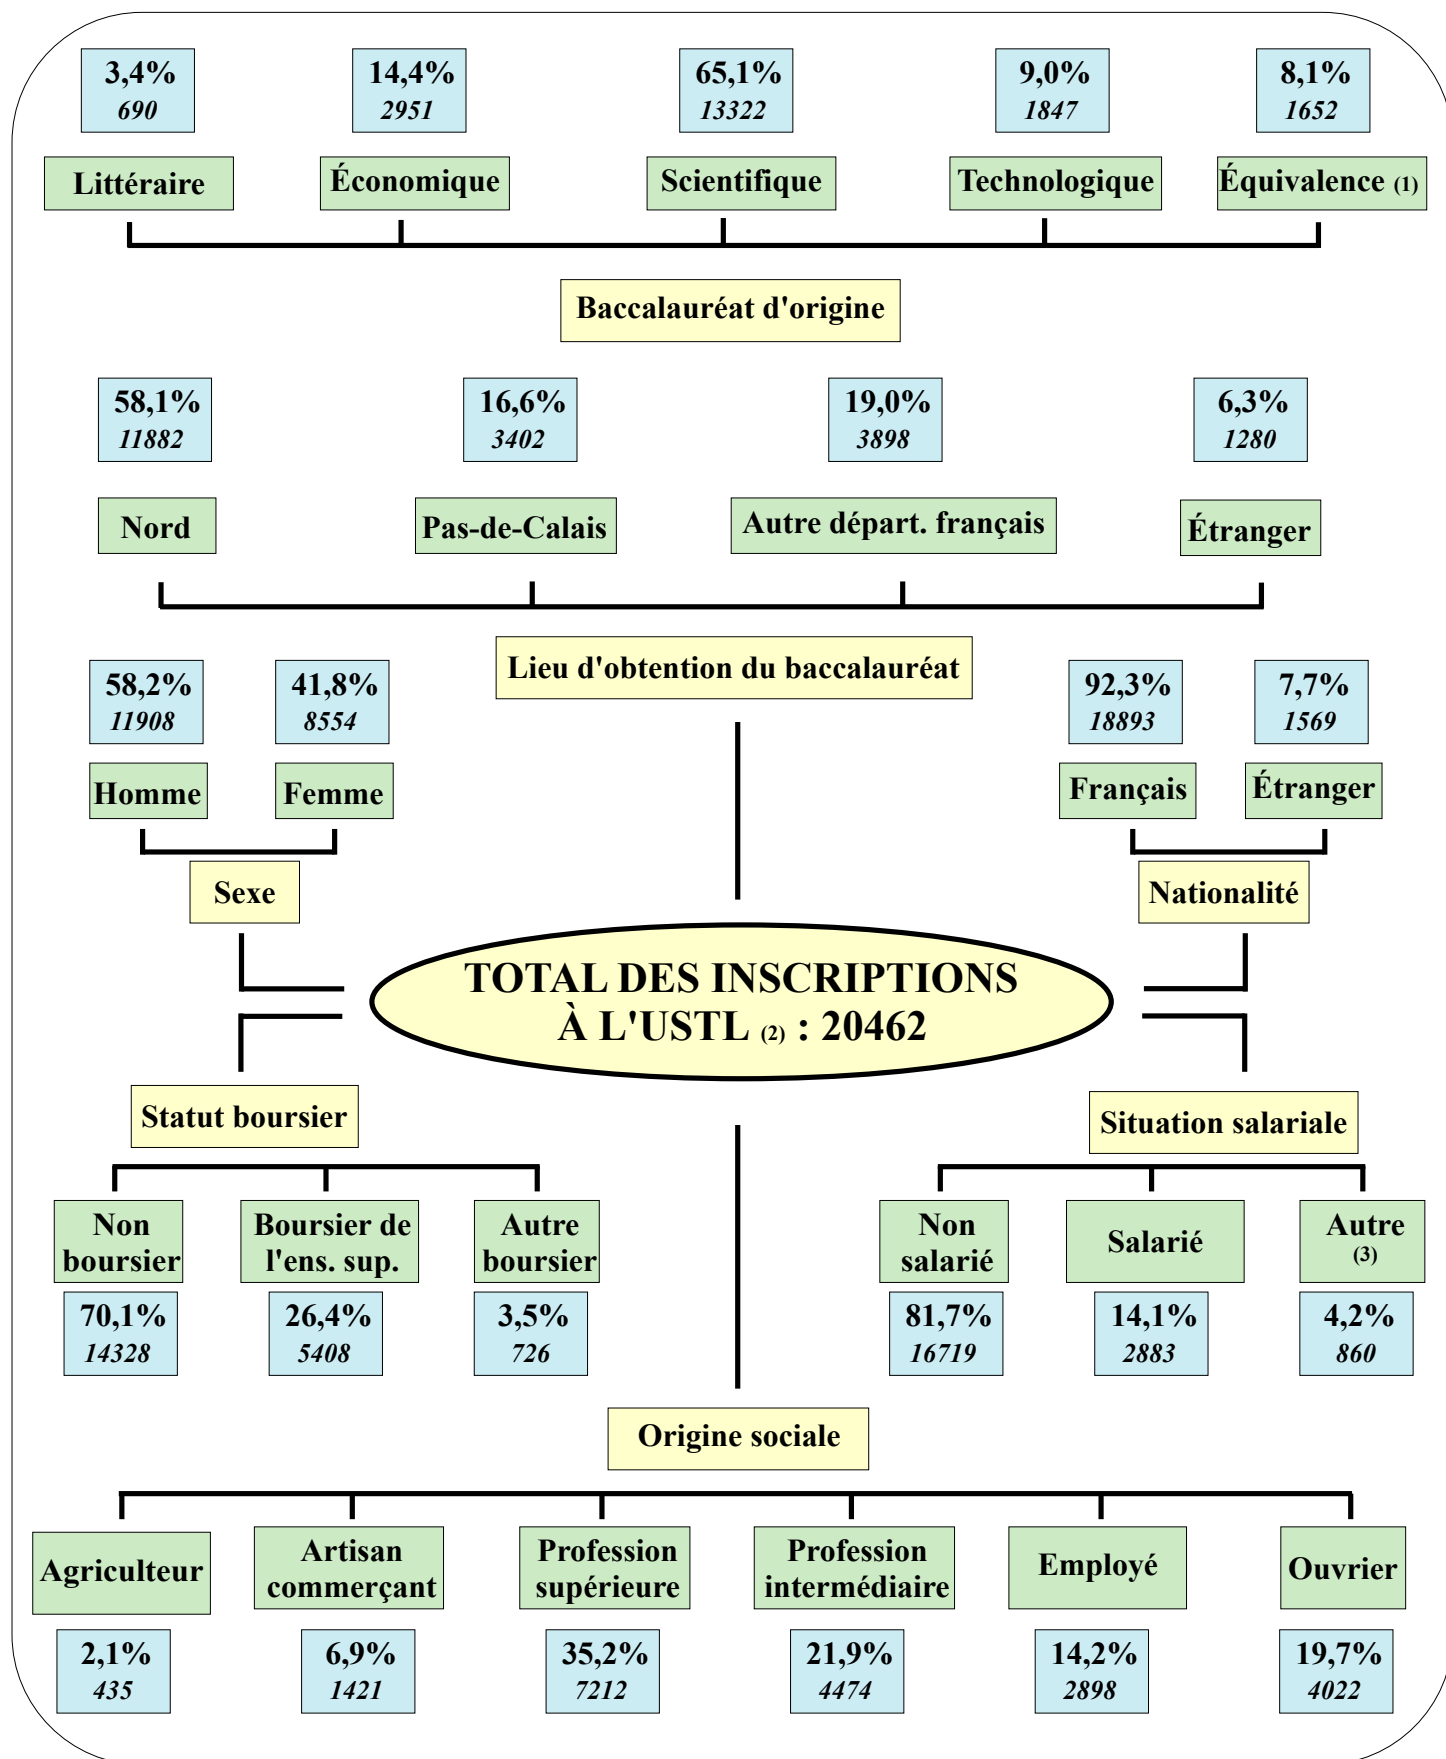 3,4%
690
14,4%
2951
65,1%
13322
9,0%
1847
8,1%
1652
Littéraire
Économique
Scientifique
Technologique
Équivalence (1)
Baccalauréat d'origine
58,1%
11882
16,6%
3402
19,0%
3898
6,3%
1280
Nord
Pas-de-Calais
Autre départ. français
Étranger
Lieu d'obtention du baccalauréat
58,2%
11908
41,8%
8554
92,3%
18893
7,7%
1569
Homme
Femme
Français
Étranger
Sexe
Nationalité
TOTAL DES INSCRIPTIONS
À L'USTL (2) : 20462
Statut boursier
Situation salariale
Non
boursier
Boursier de
l'ens. sup.
Autre
boursier
Non
salarié
Salarié
Autre
(3)
70,1%
14328
26,4%
5408
3,5%
726
81,7%
16719
14,1%
2883
4,2%
860
Origine sociale
Agriculteur
Artisan
commerçant
Profession
supérieure
Profession
intermédiaire
Employé
Ouvrier
2,1%
435
6,9%
1421
35,2%
7212
21,9%
4474
14,2%
2898
19,7%
4022